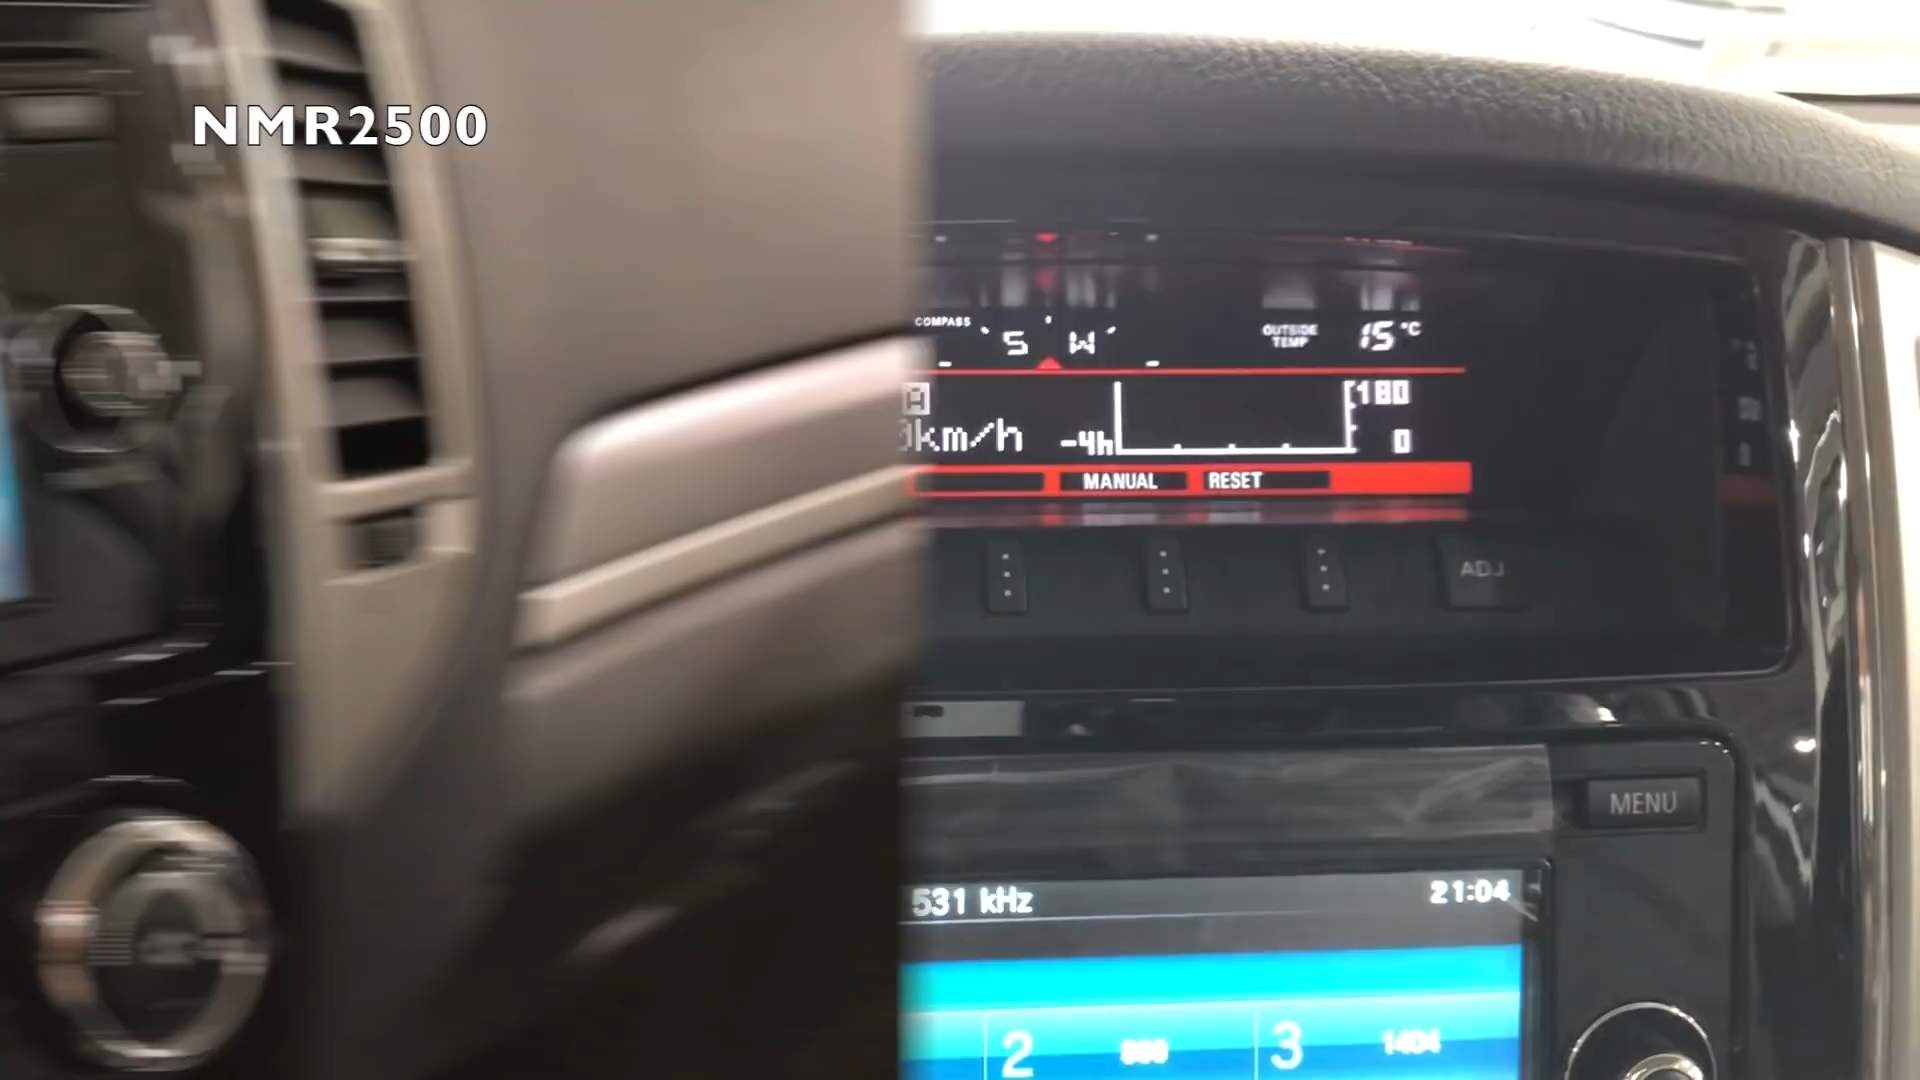 NMR2500
COMPASS
S W
OUTSIDE
TEMP
15°C
km/h
-4h
180
0
MANUAL
RESET
ADJ
MENU
531 kHz
21:04
2
3
1404